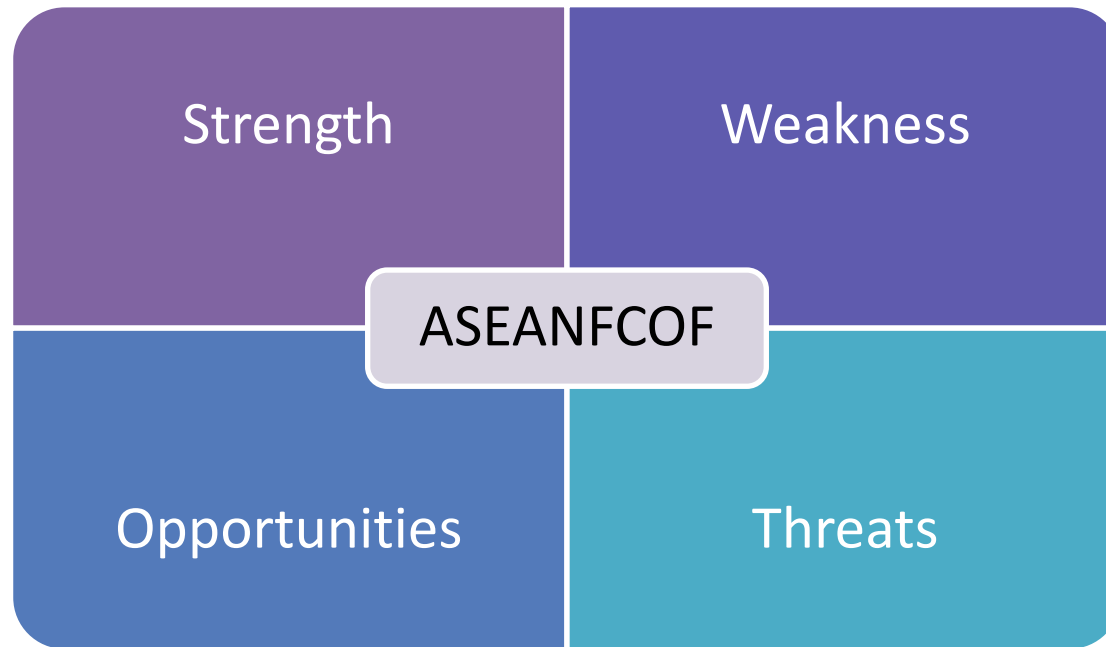 Strength
Weakness
ASEANFCOF
Opportunities
Threats